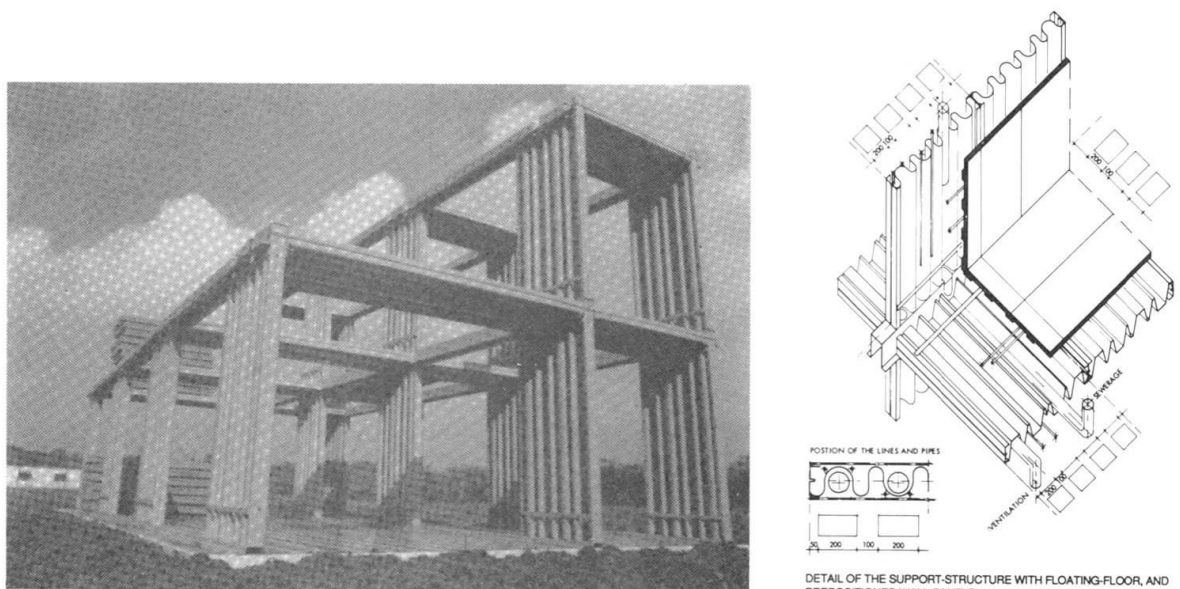 200 100
200 100
SEWERAGE
200 100
VENTILATION
POSTION OF THE LINES AND PIPES
50 200 100 200
DETAIL OF THE SUPPORT-STRUCTURE WITH FLOATING-FLOOR, AND